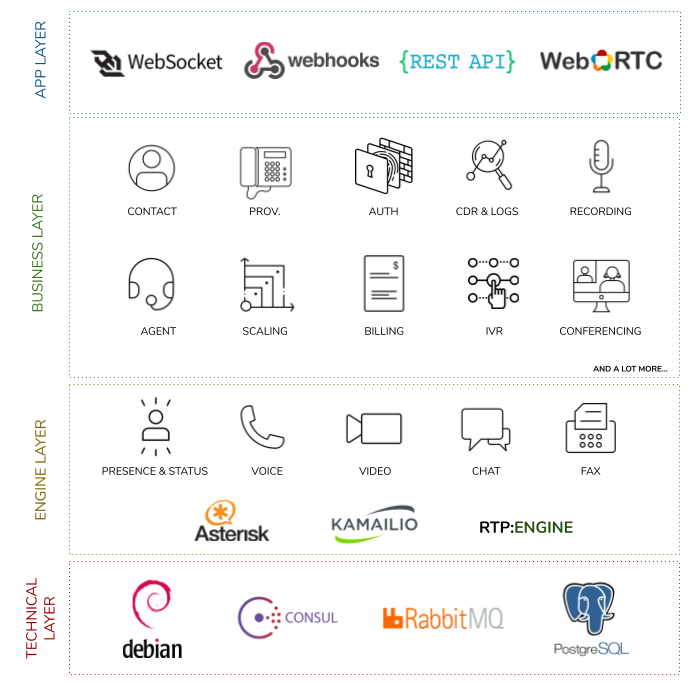 APP LAYER
WebSocket
webhooks
{REST API}
WebRTC
BUSINESS LAYER
CONTACT
PROV.
AUTH
CDR & LOGS
RECORDING
$
AGENT
SCALING
BILLING
IVR
CONFERENCING
AND A LOT MORE...
ENGINE LAYER
PRESENCE & STATUS
VOICE
VIDEO
CHAT
FAX
Asterisk
KAMAILIO
RTP:ENGINE
TECHNICAL
LAYER
debian
CONSUL
RabbitMQ
PostgreSQL